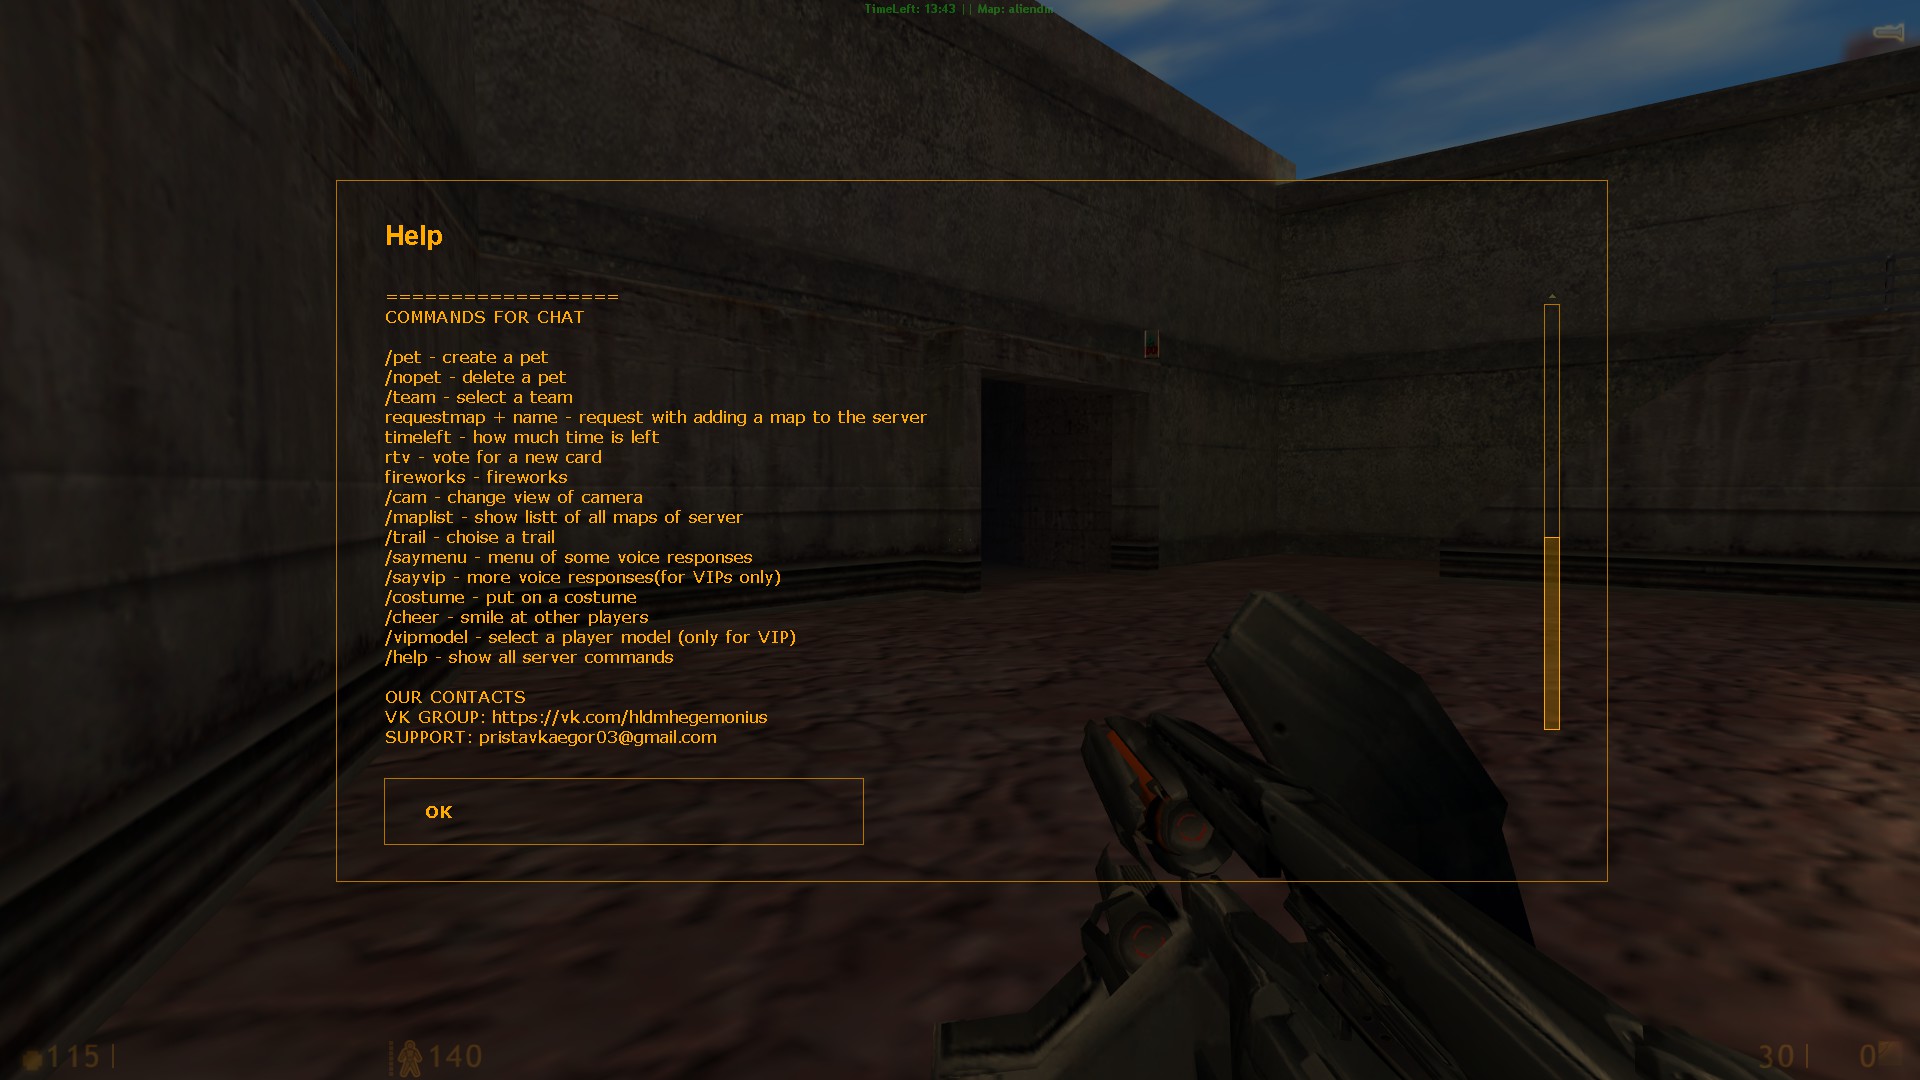 TimeLeft: 13:43 || Map: aliendm
Help
==================
COMMANDS FOR CHAT
/pet - create a pet
/nopet - delete a pet
/team - select a team
requestmap + name - request with adding a map to the server
timeleft - how much time is left
rtv - vote for a new card
fireworks - fireworks
/cam - change view of camera
/maplist - show listt of all maps of server
/trail - choise a trail
/saymenu - menu of some voice responses
/sayvip - more voice responses(for VIPs only)
/costume - put on a costume
/cheer - smile at other players
/vipmodel - select a player model (only for VIP)
/help - show all server commands
OUR CONTACTS
VK GROUP: https://vk.com/hldmhegemonius
SUPPORT: pristavkaegor03@gmail.com
OK
115 | 140 30 | 0